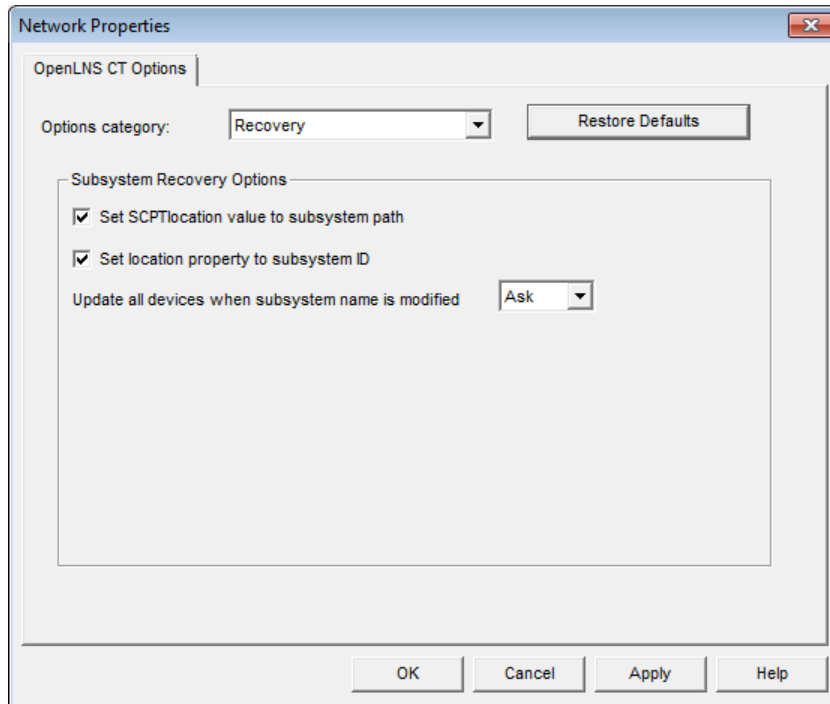 Network Properties
OpenLNS CT Options
Options category: Recovery Restore Defaults
Subsystem Recovery Options
Set SCPTlocation value to subsystem path
Set location property to subsystem ID
Update all devices when subsystem name is modified Ask
OK Cancel Apply Help